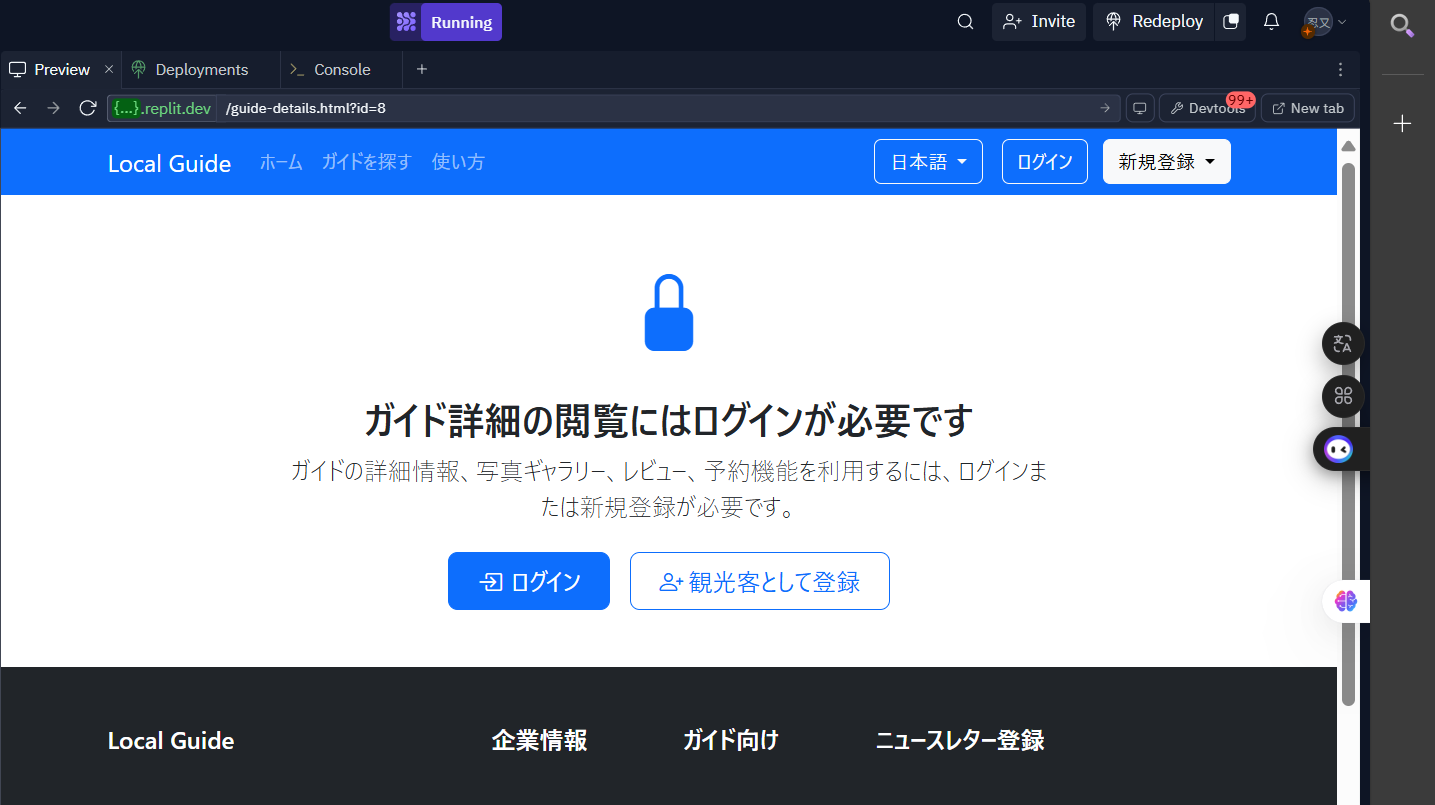 Running
Invite
Redeploy
忍又
Preview
Deployments
Console
{...}.replit.dev /guide-details.html?id=8
Devtools
99+
New tab
Local Guide ホーム ガイドを探す 使い方
日本語 ログイン 新規登録
ガイド詳細の閲覧にはログインが必要です
ガイドの詳細情報、写真ギャラリー、レビュー、予約機能を利用するには、ログインま
たは新規登録が必要です。
ログイン 観光客として登録
Local Guide 企業情報 ガイド向け ニュースレター登録